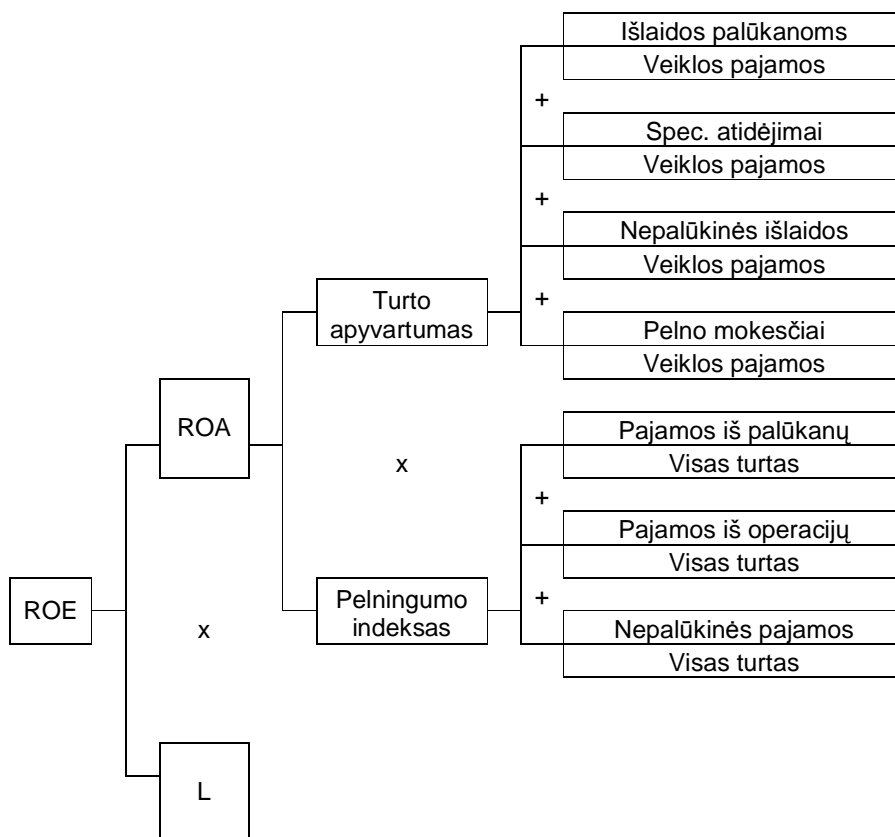 Išlaidos palūkanoms
Veiklos pajamos
+
Spec. atidėjimai
Veiklos pajamos
+
Nepalūkinės išlaidos
Veiklos pajamos
+
Pelno mokesčiai
Veiklos pajamos
Turto
apyvartumas
ROA
x
Pajamos iš palūkanų
Visas turtas
+
Pajamos iš operacijų
Visas turtas
+
Nepalūkinės pajamos
Visas turtas
Pelningumo
indeksas
ROE
x
L